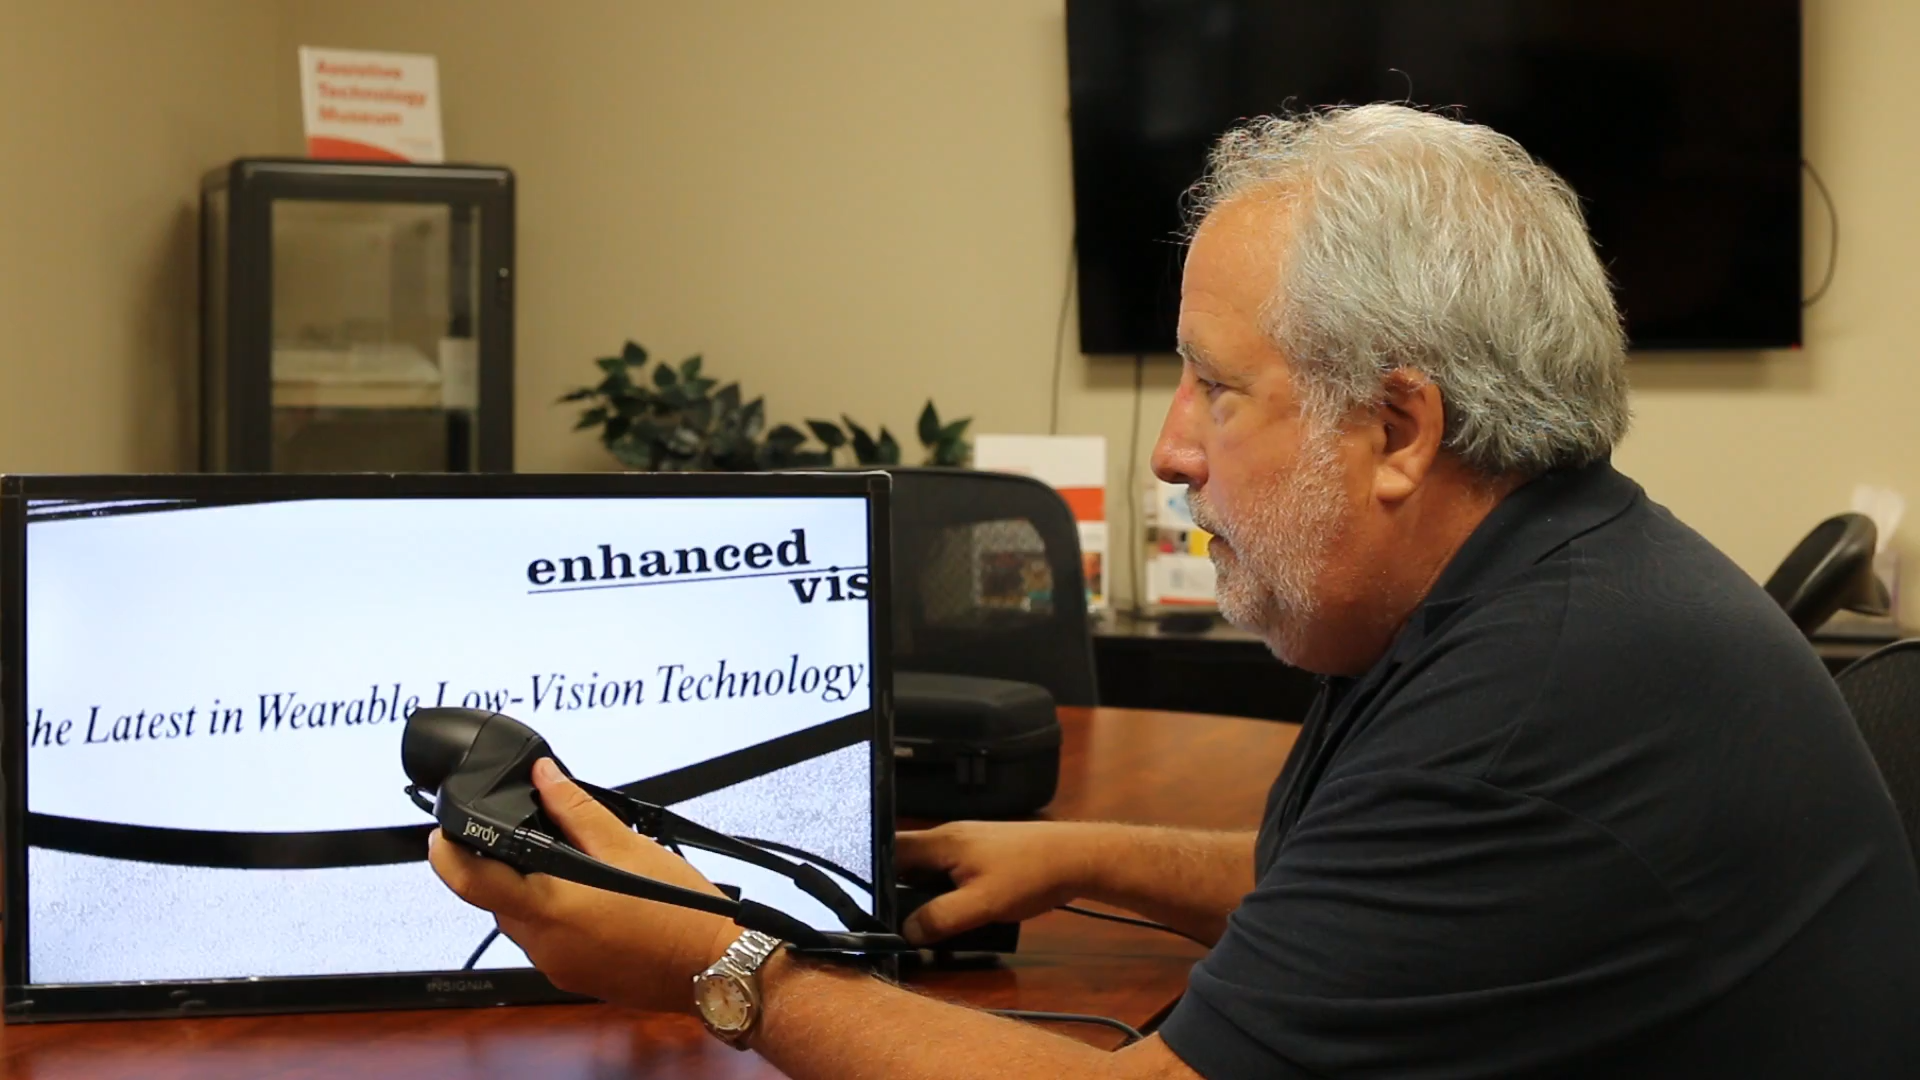 Assistive
Technology
Museum
enhanced
vis
he Latest in Wearable Low-Vision Technology
jordy
INSIGNIA